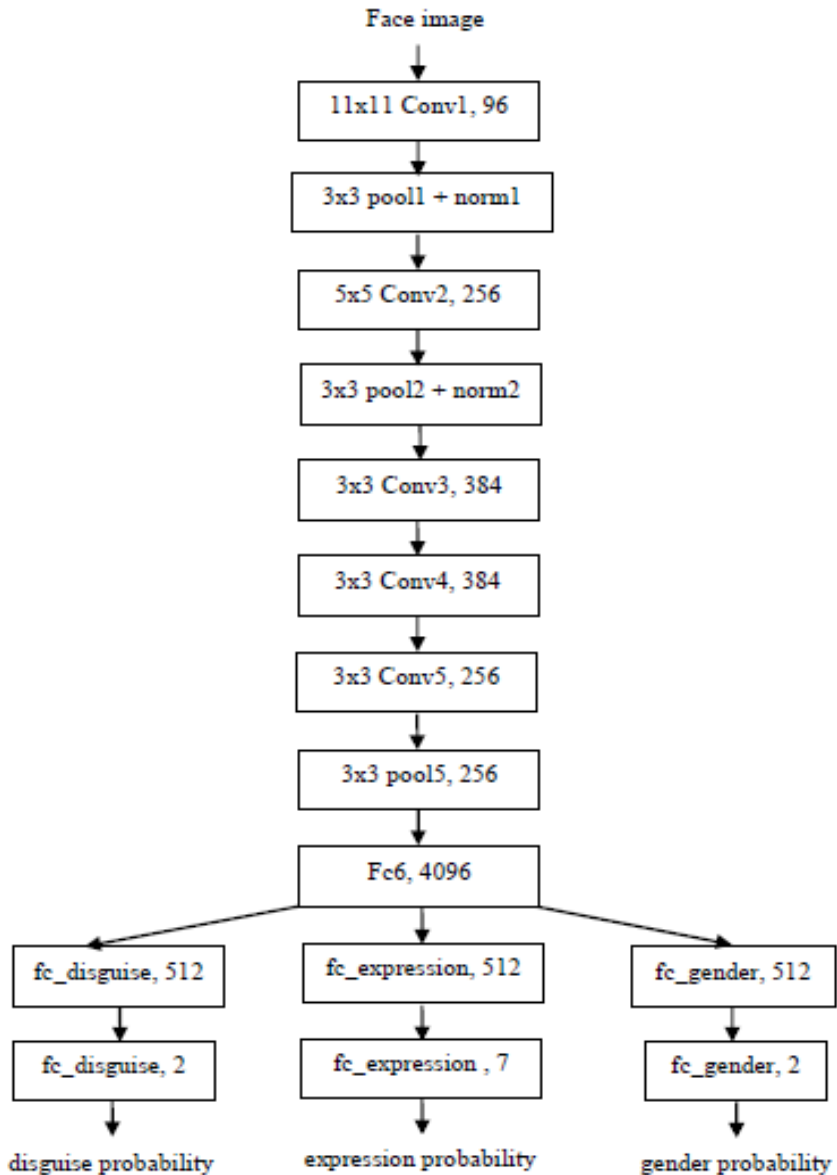 Face image
11x11 Conv1, 96
3x3 pool1 + norm1
5x5 Conv2, 256
3x3 pool2 + norm2
3x3 Conv3, 384
3x3 Conv4, 384
3x3 Conv5, 256
3x3 pool5, 256
Fc6, 4096
fc_disguise, 512
fc_expression, 512
fc_gender, 512
fc_disguise, 2
fc_expression , 7
fc_gender, 2
disguise probability
expression probability
gender probability